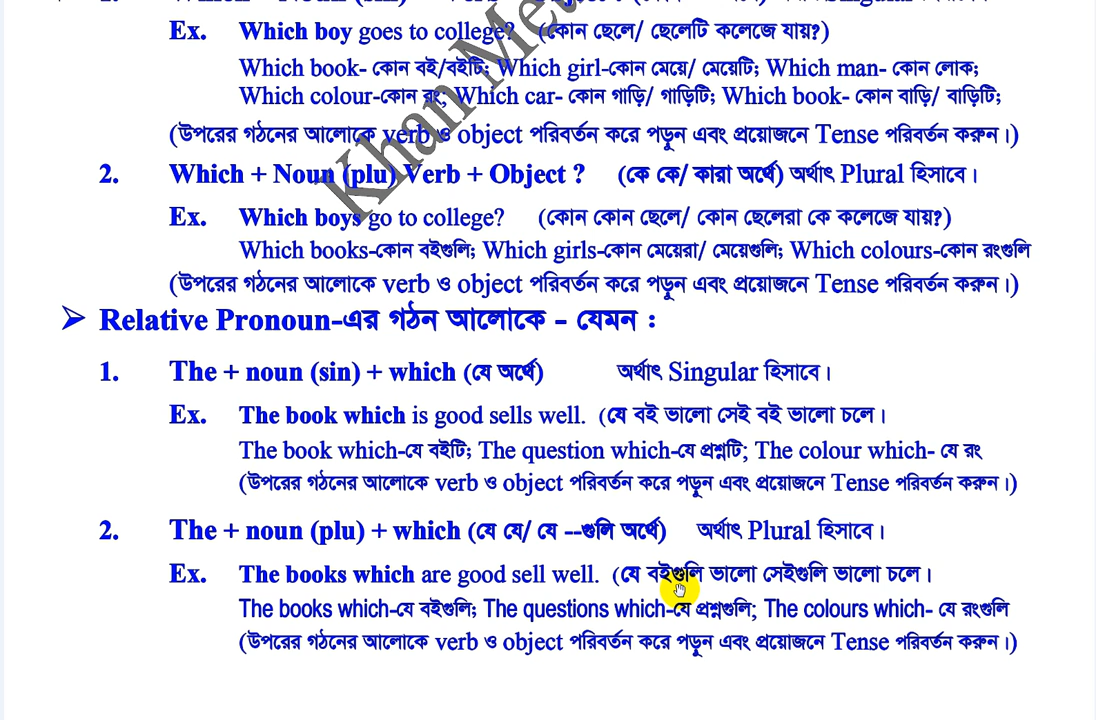 Ex. Which boy goes to college? (কোন ছেলে/ ছেলেটি কলেজে যায়?)
Which book- কোন বই/বইটি; Which girl-কোন মেয়ে/ মেয়েটি; Which man- কোন লোক;
Which colour-কোন রং; Which car- কোন গাড়ি/ গাড়িটি; Which book- কোন বাড়ি/ বাড়িটি;
(উপরের গঠনের আলোকে verb ও object পরিবর্তন করে পড়ুন এবং প্রয়োজনে Tense পরিবর্তন করুন।)
2. Which + Noun (plu) Verb + Object ? (কে কে/ কারা অর্থে) অর্থাৎ Plural হিসাবে।
Ex. Which boys go to college? (কোন কোন ছেলে/ কোন ছেলেরা কে কলেজে যায়?)
Which books-কোন বইগুলি; Which girls-কোন মেয়েরা/ মেয়েগুলি; Which colours-কোন রংগুলি
(উপরের গঠনের আলোকে verb ও object পরিবর্তন করে পড়ুন এবং প্রয়োজনে Tense পরিবর্তন করুন।)
➢ Relative Pronoun-এর গঠন আলোকে – যেমন :
1. The + noun (sin) + which (যে অর্থে) অর্থাৎ Singular হিসাবে।
Ex. The book which is good sells well. (যে বই ভালো সেই বই ভালো চলে।
The book which-যে বইটি; The question which-যে প্রশ্নটি; The colour which- যে রং
(উপরের গঠনের আলোকে verb ও object পরিবর্তন করে পড়ুন এবং প্রয়োজনে Tense পরিবর্তন করুন।)
2. The + noun (plu) + which (যে যে/ যে --গুলি অর্থে) অর্থাৎ Plural হিসাবে।
Ex. The books which are good sell well. (যে বইগুলি ভালো সেইগুলি ভালো চলে।
The books which-যে বইগুলি; The questions which-যে প্রশ্নগুলি; The colours which- যে রংগুলি
(উপরের গঠনের আলোকে verb ও object পরিবর্তন করে পড়ুন এবং প্রয়োজনে Tense পরিবর্তন করুন।)
Khan